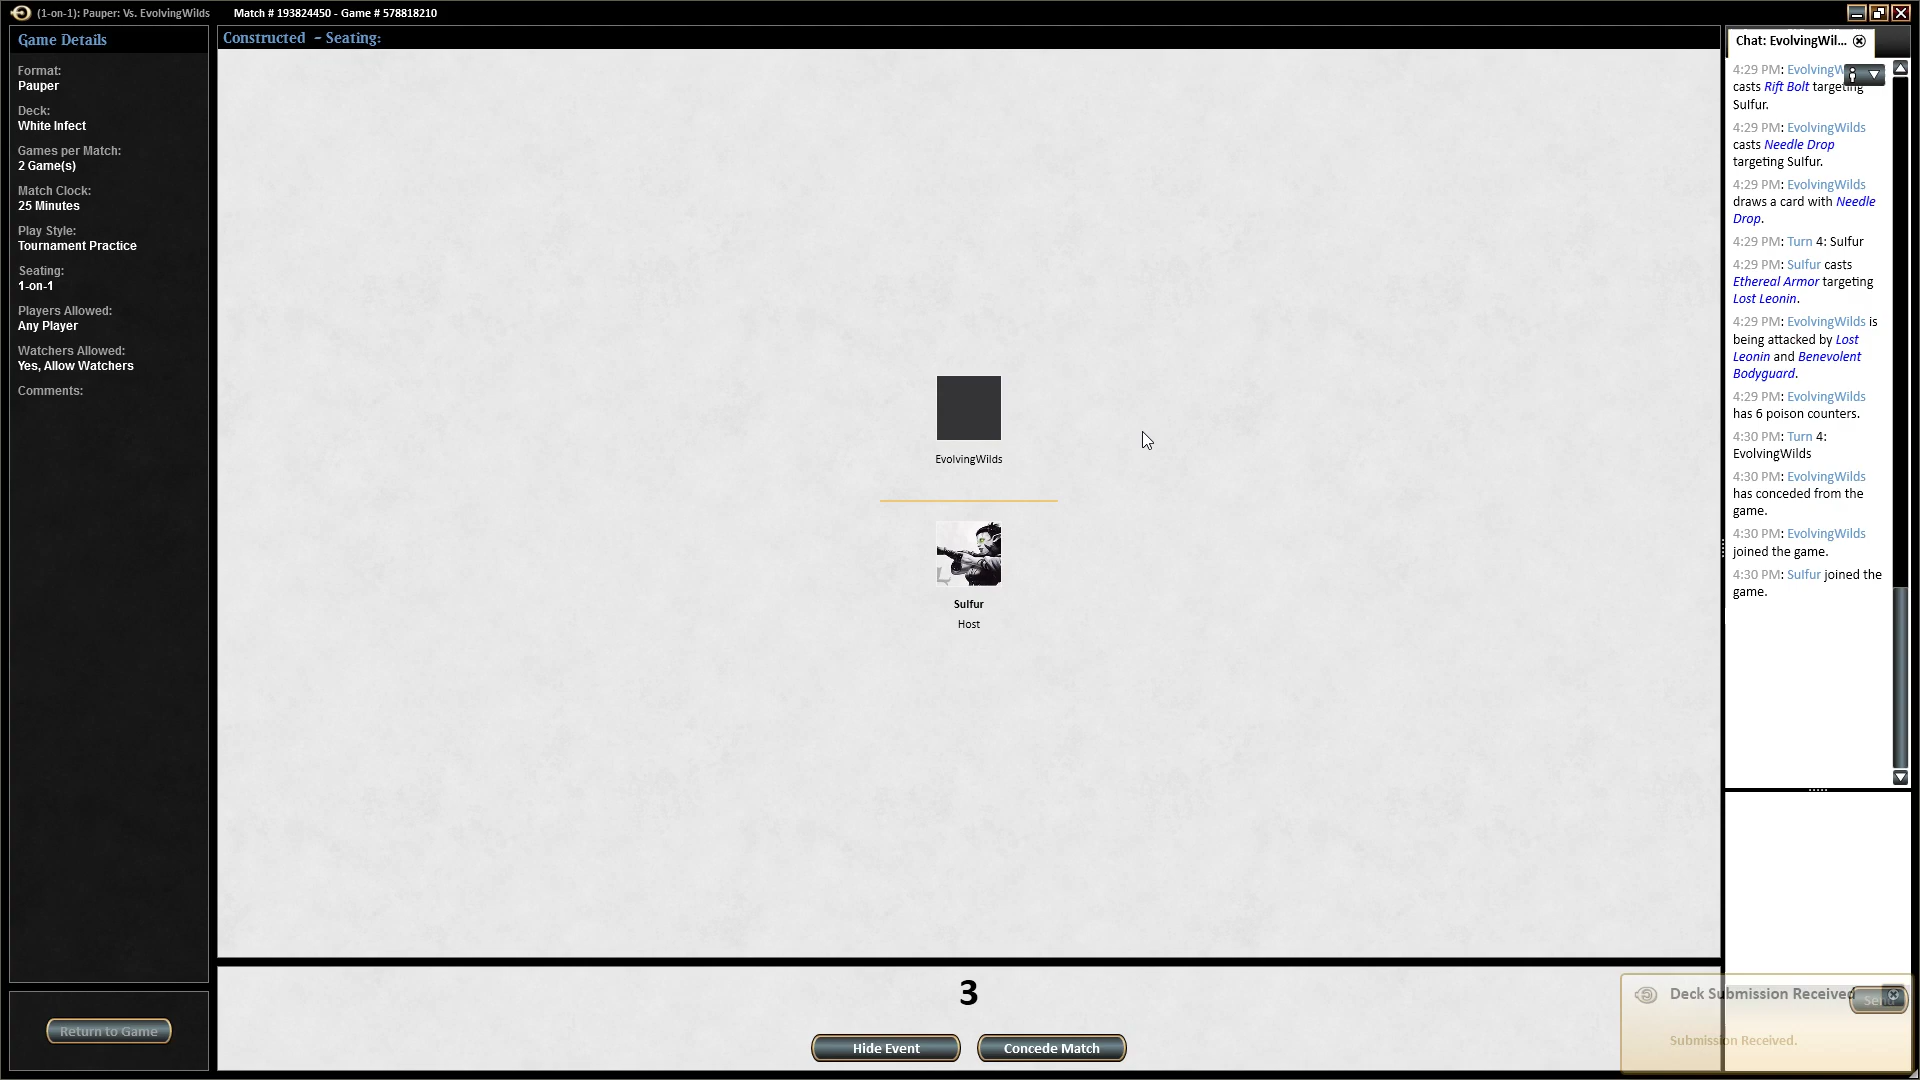 (1-on-1): Pauper: Vs. EvolvingWilds
Match # 193824450 - Game # 578818210
Game Details
Format:
Pauper
Deck:
White Infect
Games per Match:
2 Game(s)
Match Clock:
25 Minutes
Play Style:
Tournament Practice
Seating:
1-on-1
Players Allowed:
Any Player
Watchers Allowed:
Yes, Allow Watchers
Comments:
Return to Game
Constructed - Seating:
EvolvingWilds
Sulfur
Host
3
Hide Event
Concede Match
Chat: EvolvingWil...
4:29 PM: EvolvingW
casts Rift Bolt targeting
Sulfur.
4:29 PM: EvolvingWilds
casts Needle Drop
targeting Sulfur.
4:29 PM: EvolvingWilds
draws a card with Needle
Drop.
4:29 PM: Turn 4: Sulfur
4:29 PM: Sulfur casts
Ethereal Armor targeting
Lost Leonin.
4:29 PM: EvolvingWilds is
being attacked by Lost
Leonin and Benevolent
Bodyguard.
4:29 PM: EvolvingWilds
has 6 poison counters.
4:30 PM: Turn 4:
EvolvingWilds
4:30 PM: EvolvingWilds
has conceded from the
game.
4:30 PM: EvolvingWilds
joined the game.
4:30 PM: Sulfur joined the
game.
Deck Submission Received
Send
Submission Received.